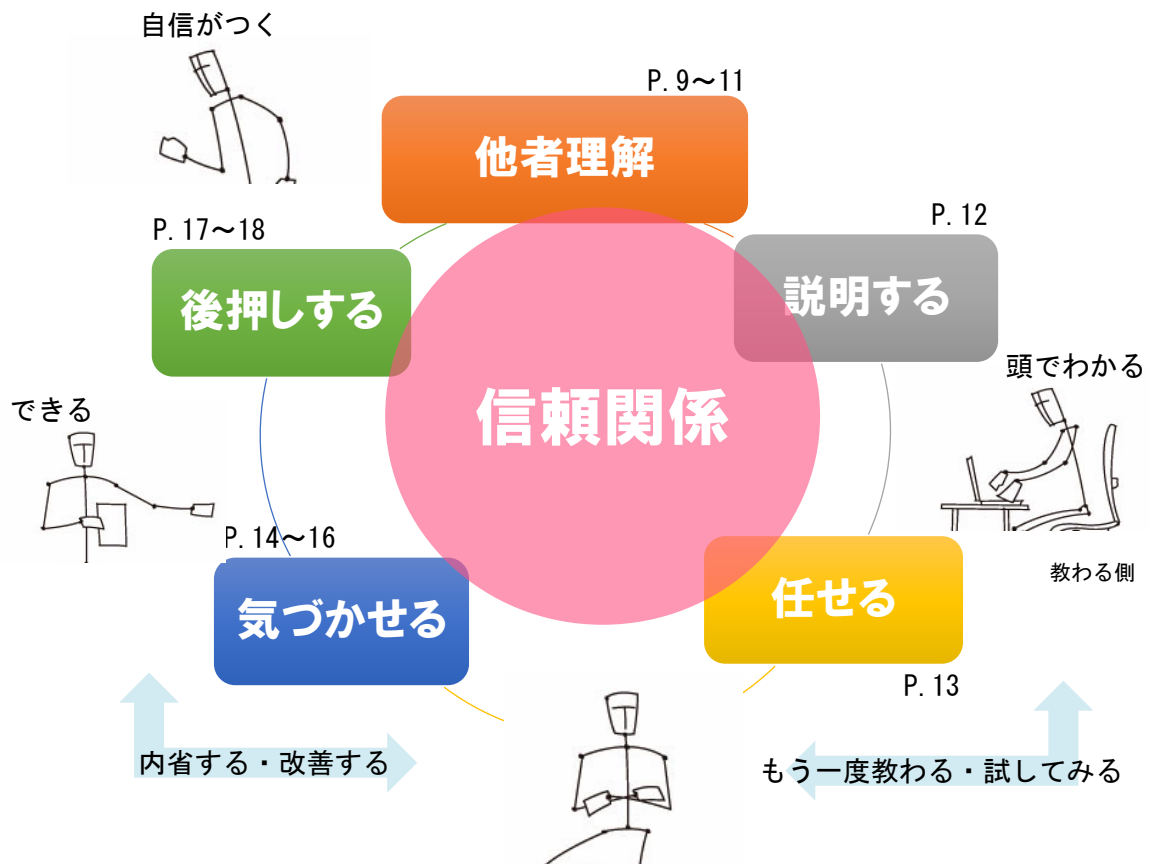 自信がつく
P. 9～11
他者理解
P. 12
P. 17～18
説明する
後押しする
頭でわかる
信頼関係
できる
P. 14～16
教わる側
任せる
気づかせる
P. 13
内省する・改善する
もう一度教わる・試してみる